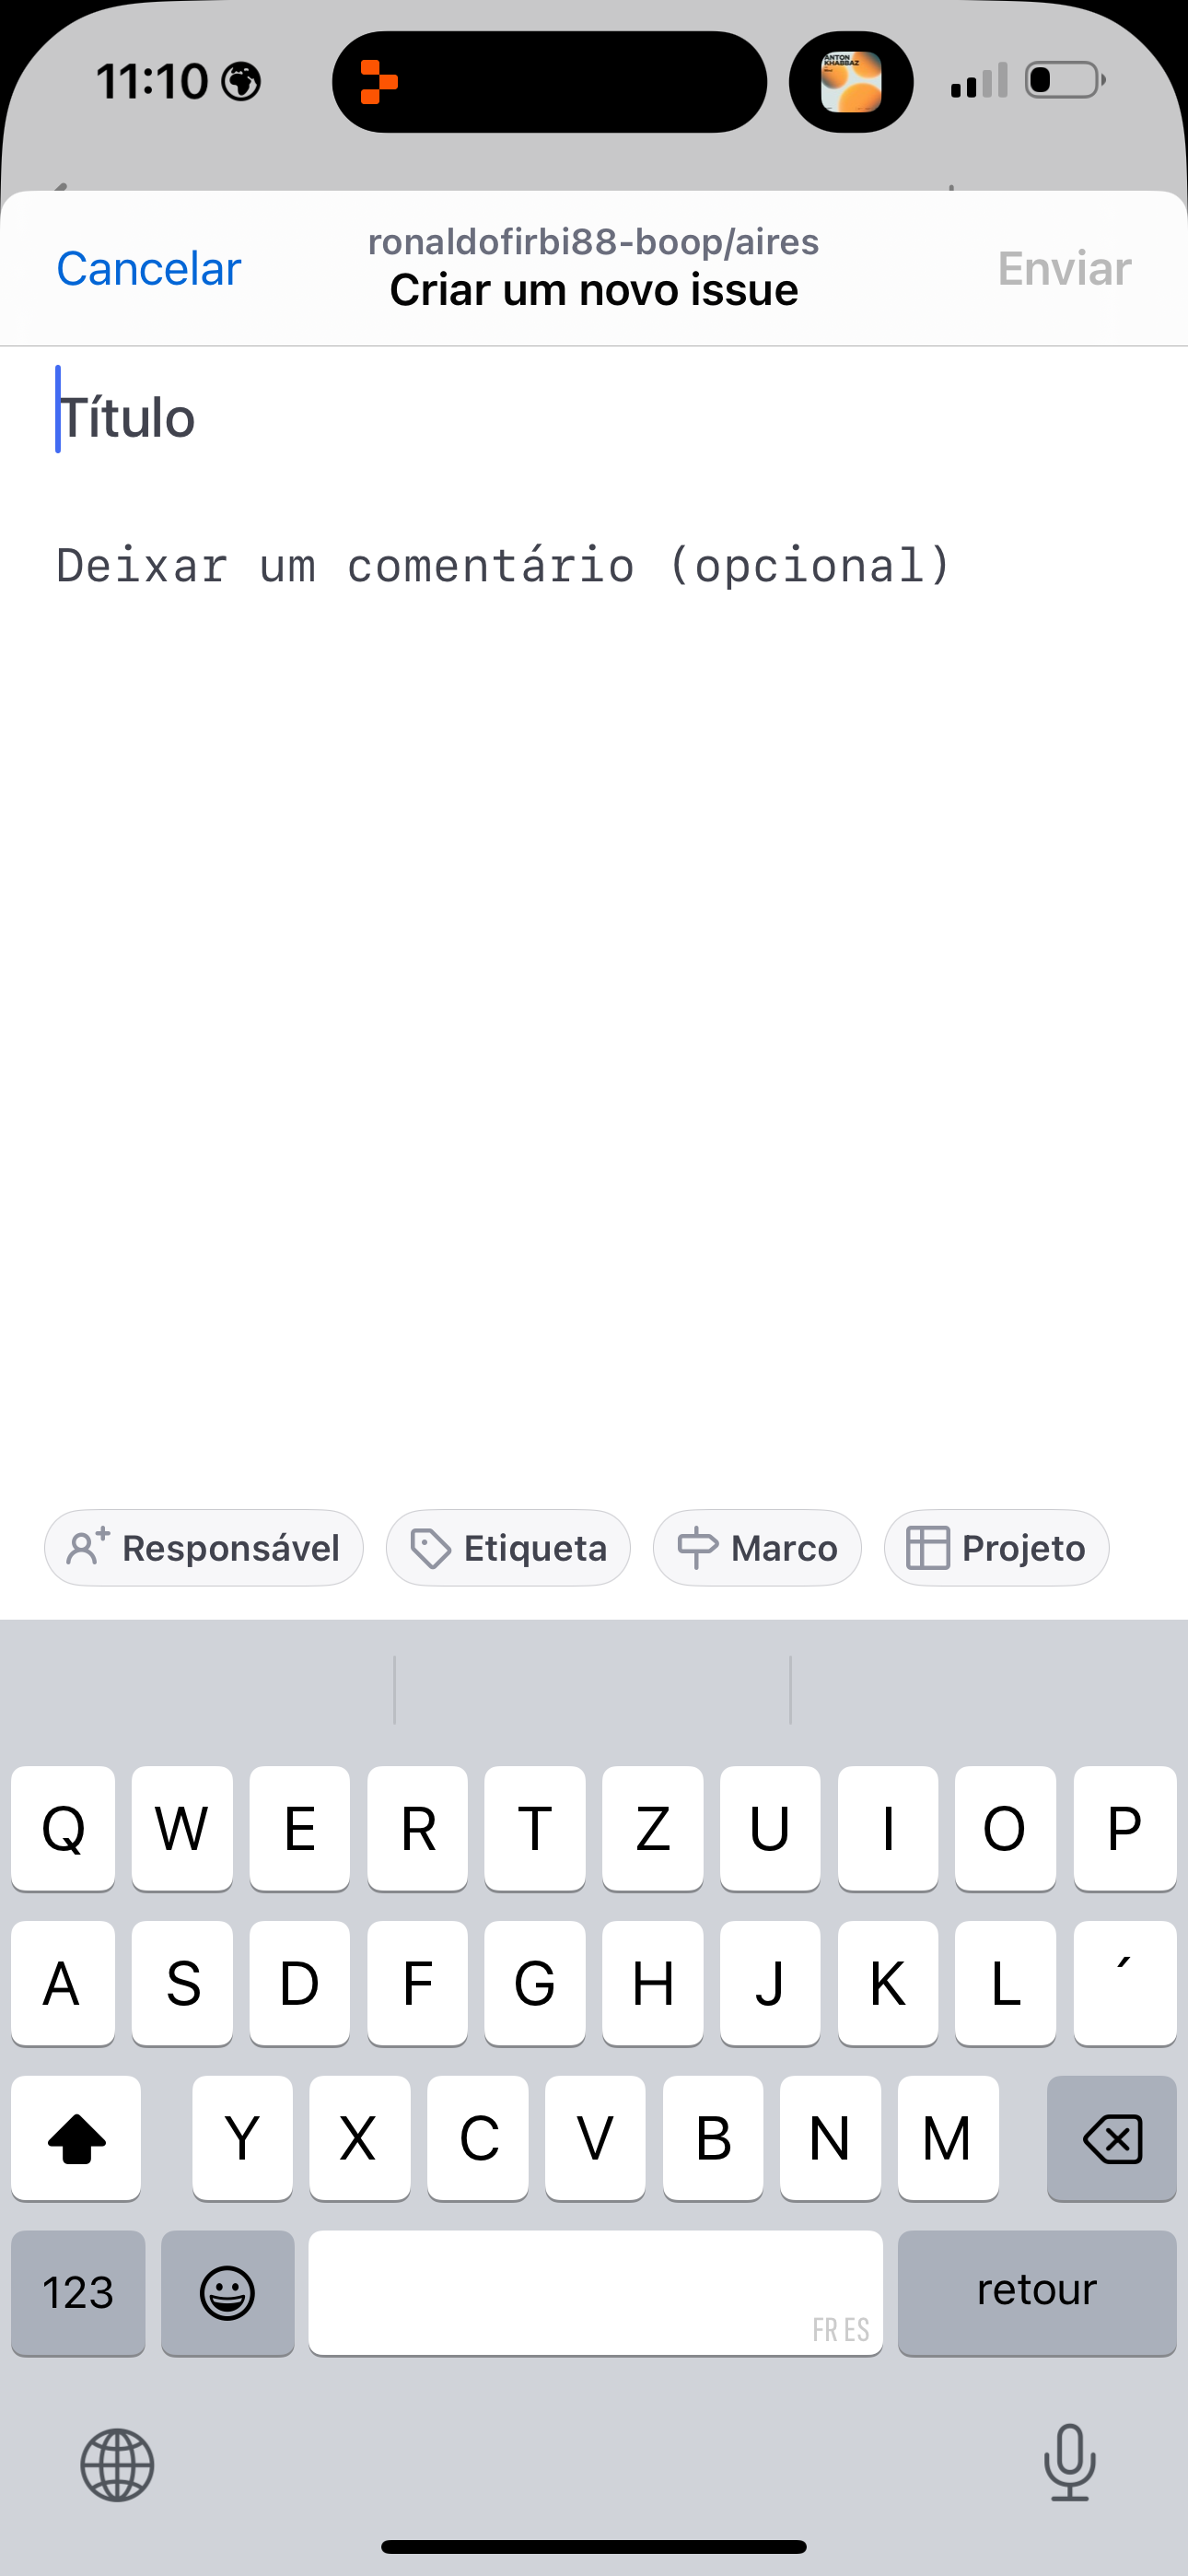 11:10
ANTON
KHABBAZ
Cancelar
ronaldofirbi88-boop/aires
Criar um novo issue
Enviar
Título
Deixar um comentário (opcional)
Responsável Etiqueta Marco Projeto
Q W E R T Z U I O P
A S D F G H J K L ´
Y X C V B N M
123
FR ES
retour